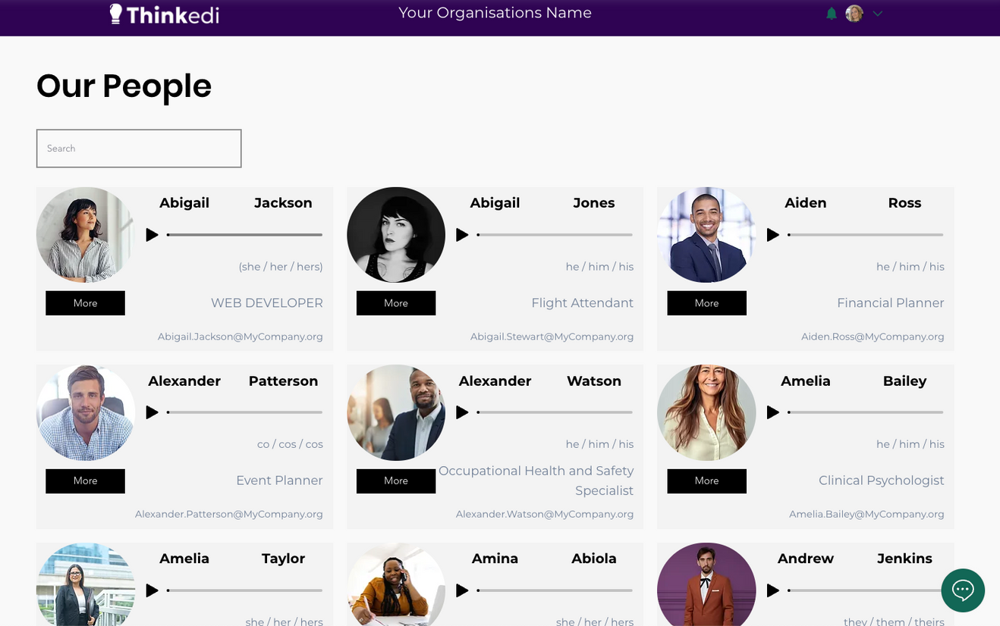 Thinkedi
Your Organisations Name
Our People
Search
Abigail Jackson
(she / her / hers)
More
WEB DEVELOPER
Abigail.Jackson@MyCompany.org
Abigail Jones
he / him / his
More
Flight Attendant
Abigail.Stewart@MyCompany.org
Aiden Ross
he / him / his
More
Financial Planner
Aiden.Ross@MyCompany.org
Alexander Patterson
co / cos / cos
More
Event Planner
Alexander.Patterson@MyCompany.org
Alexander Watson
he / him / his
More
Occupational Health and Safety
Specialist
Alexander.Watson@MyCompany.org
Amelia Bailey
he / him / his
More
Clinical Psychologist
Amelia.Bailey@MyCompany.org
Amelia Taylor
she / her / hers
Amina Abiola
she / her / hers
Andrew Jenkins
they / them / theirs